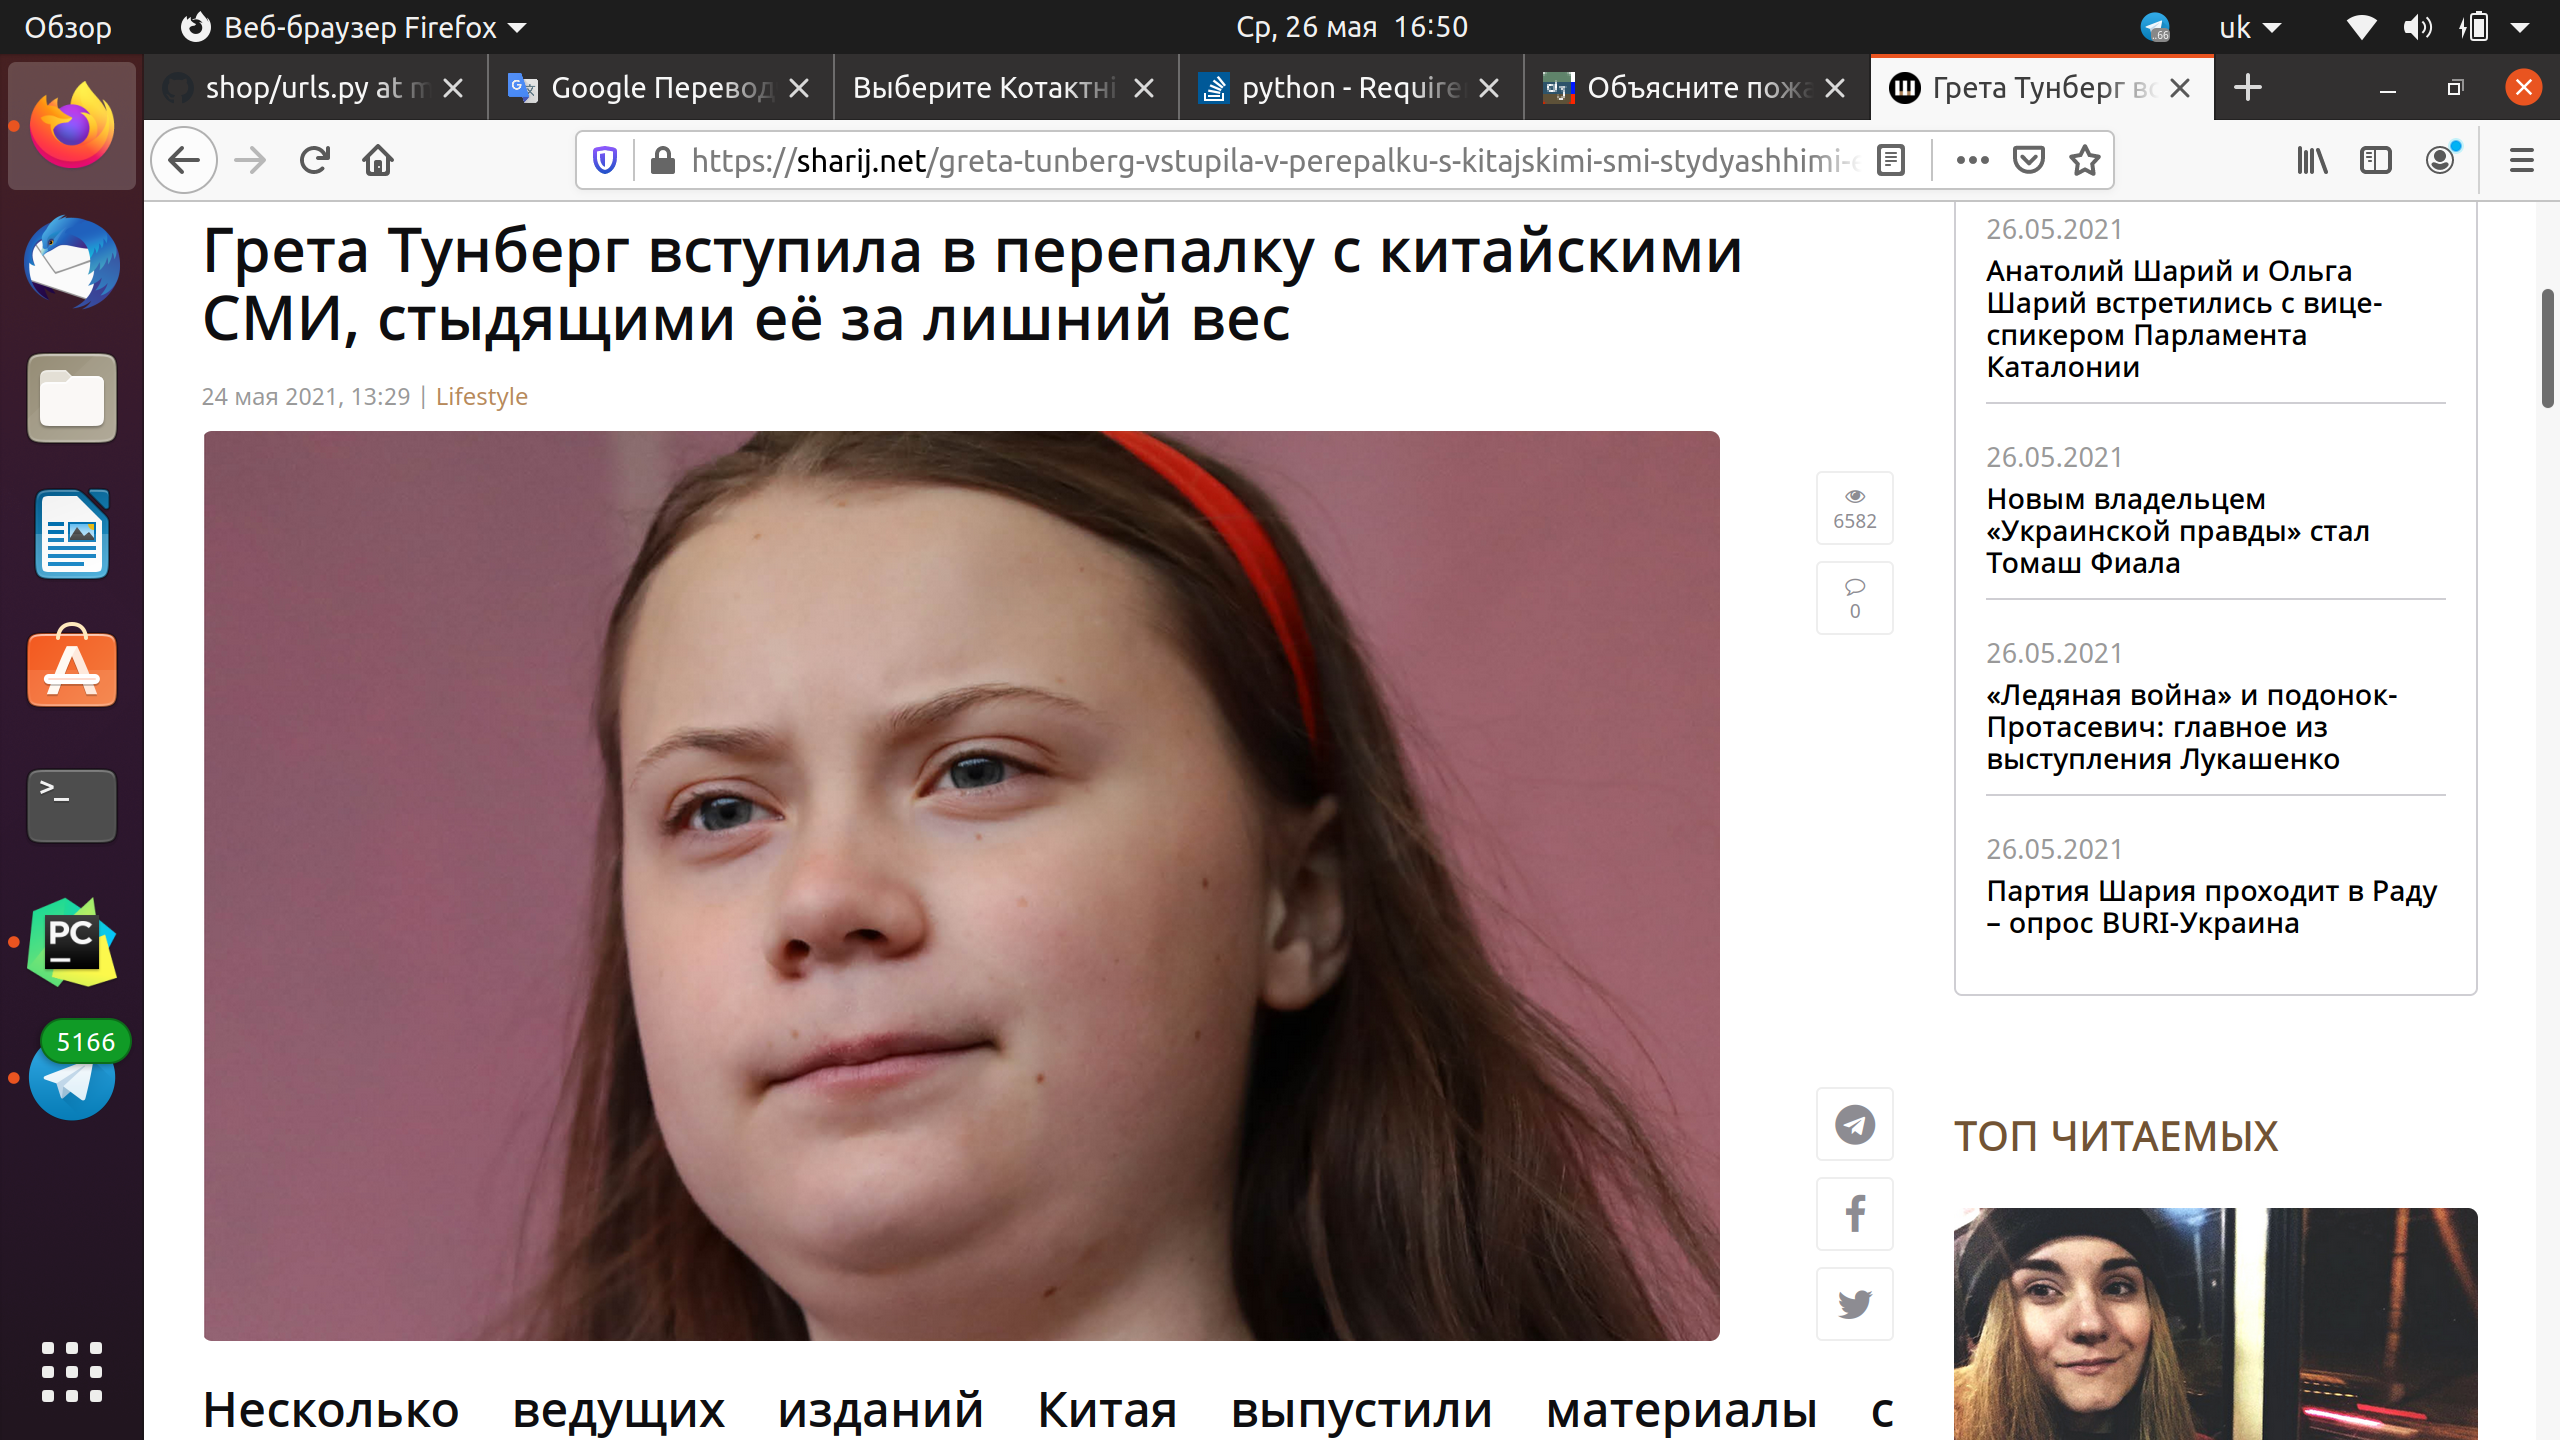 Обзор
Веб-браузер Firefox
Ср, 26 мая 16:50
uk
shop/urls.py at m
Google Перевод
Выберите Котактні
python - Require
Объясните пожа
Грета Тунберг вс
https://sharij.net/greta-tunberg-vstupila-v-perepalku-s-kitajskimi-smi-stydyashhimi-e
Грета Тунберг вступила в перепалку с китайскими
СМИ, стыдящими её за лишний вес
24 мая 2021, 13:29 | Lifestyle
6582
0
Несколько ведущих изданий Китая выпустили материалы с
26.05.2021
Анатолий Шарий и Ольга
Шарий встретились с вице-
спикером Парламента
Каталонии
26.05.2021
Новым владельцем
«Украинской правды» стал
Томаш Фиала
26.05.2021
«Ледяная война» и подонок-
Протасевич: главное из
выступления Лукашенко
26.05.2021
Партия Шария проходит в Раду
– опрос BURI-Украина
ТОП ЧИТАЕМЫХ
>_
PC
5166